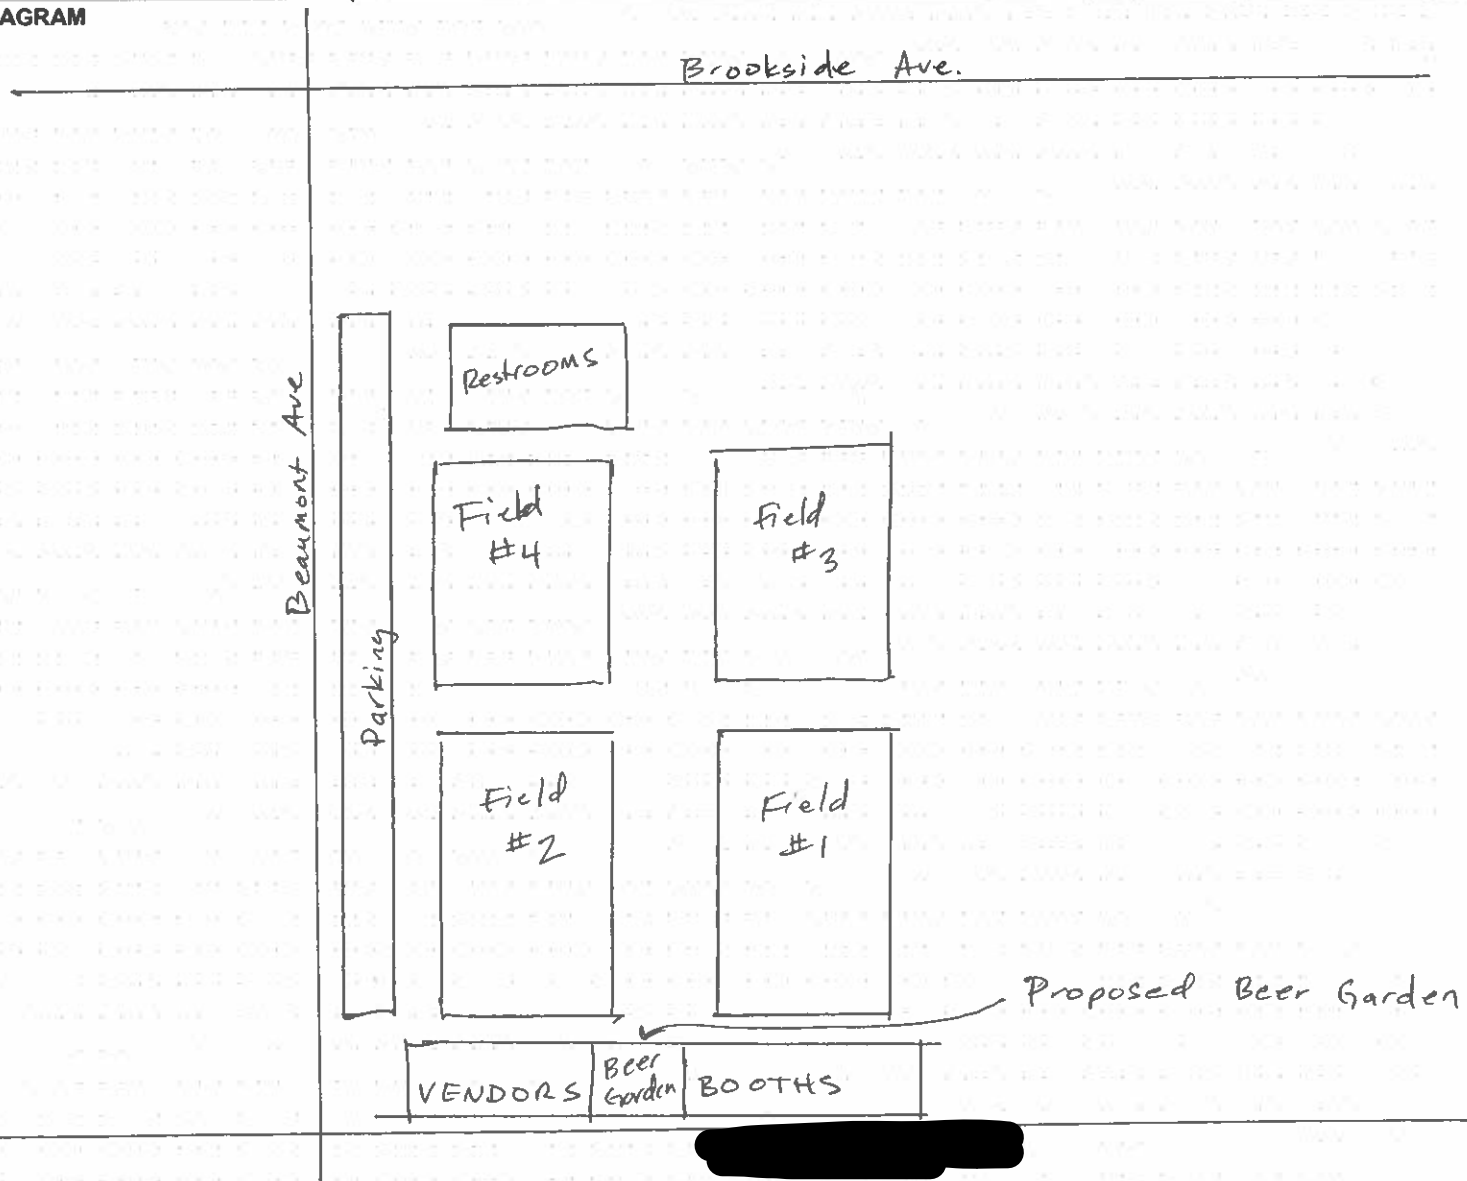 AGRAM
Brookside Ave.
Beaumont Ave
Parking
Restrooms
Field
#4
Field
#3
Field
#2
Field
#1
Proposed Beer Garden
VENDORS
Beer
Garden
BOOTHS